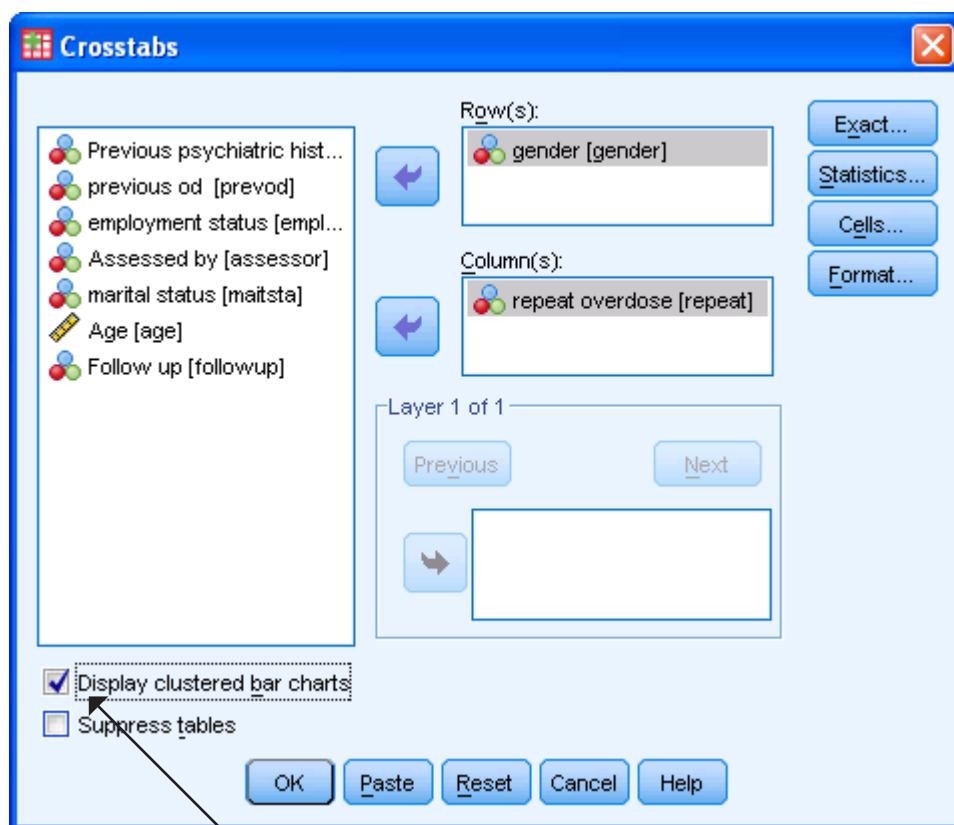 Crosstabs
Previous psychiatric hist...
previous od [prevod]
employment status [empl...
Assessed by [assessor]
marital status [maitsta]
Age [age]
Follow up [followup]
Row(s):
gender [gender]
Column(s):
repeat overdose [repeat]
Layer 1 of 1
Previous
Next
Exact...
Statistics...
Cells...
Format...
Display clustered bar charts
Suppress tables
OK
Paste
Reset
Cancel
Help